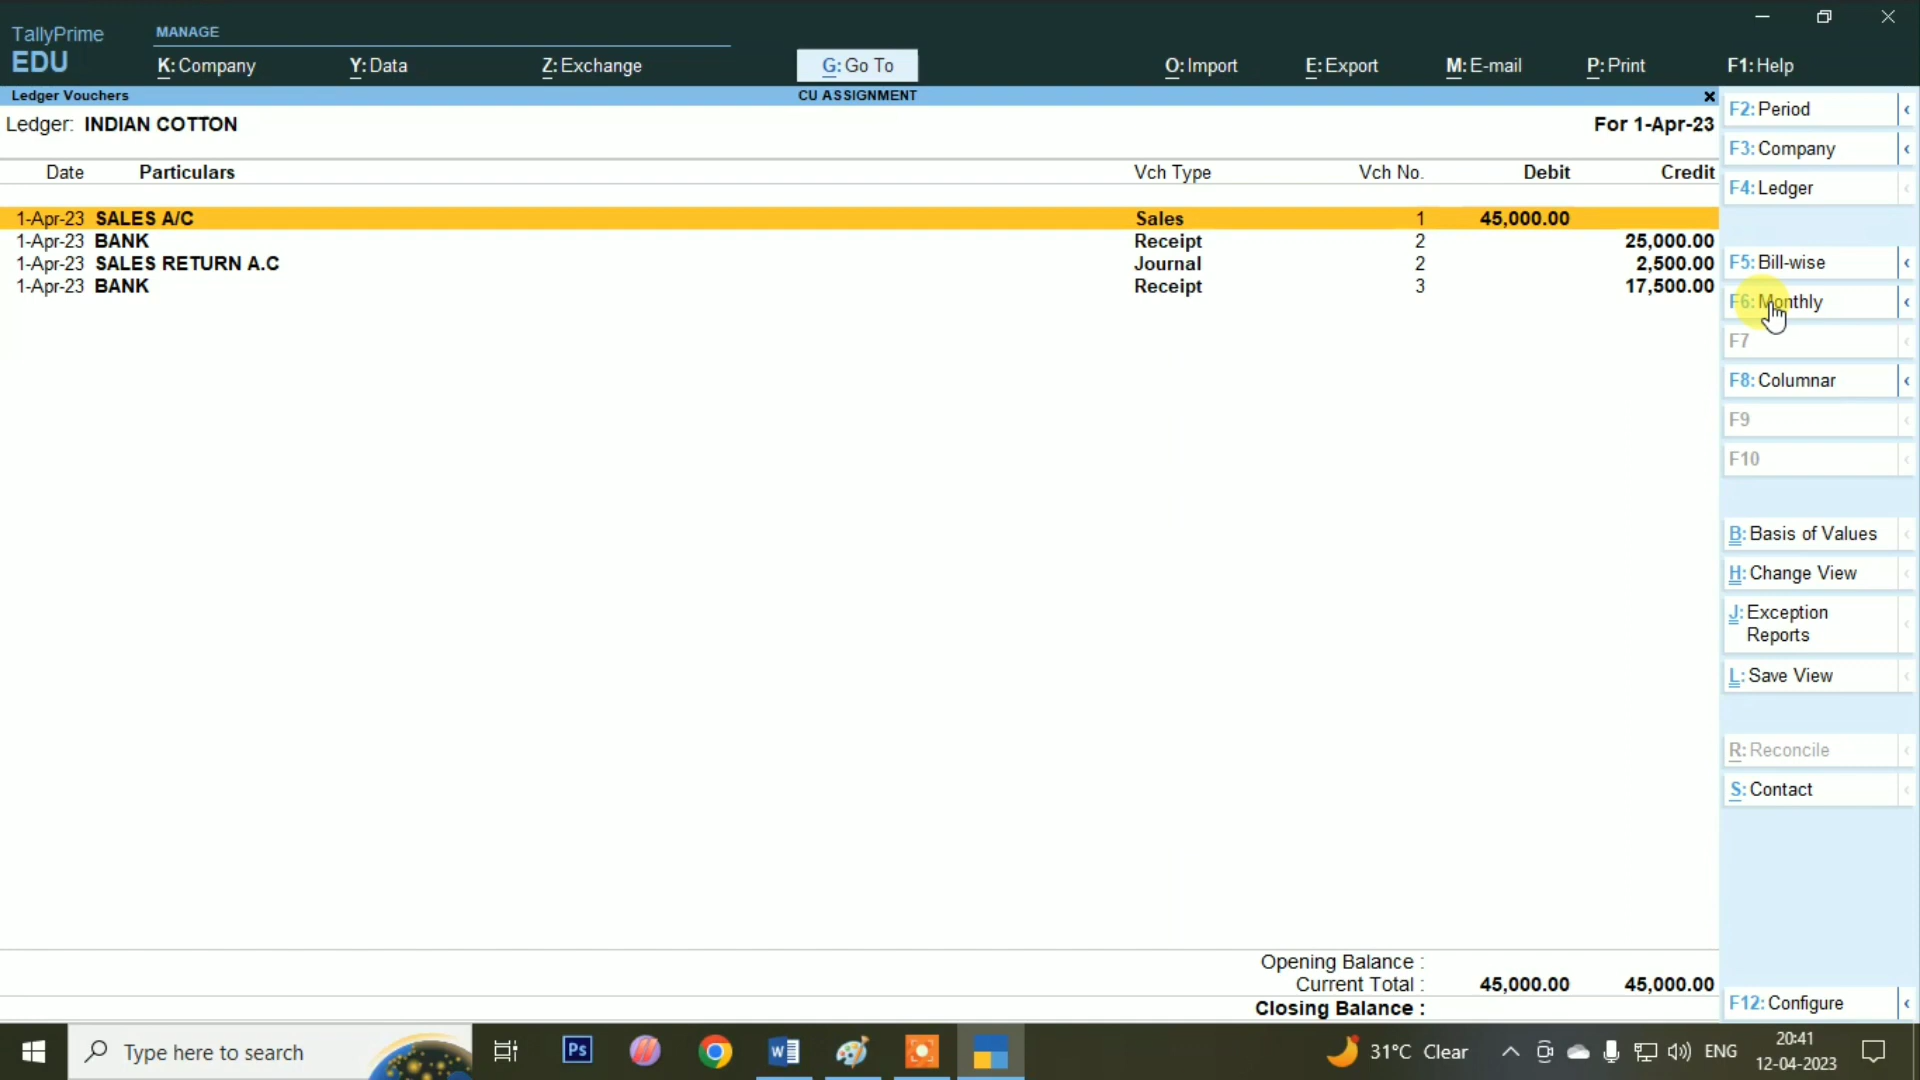 TallyPrime
EDU
MANAGE
K: Company
Y: Data
Z: Exchange
G: Go To
O: Import
E: Export
M: E-mail
P: Print
F1: Help
Ledger Vouchers
CU ASSIGNMENT
Ledger: INDIAN COTTON
For 1-Apr-23
Date Particulars Vch Type Vch No. Debit Credit
1-Apr-23 SALES A/C Sales 1 45,000.00
1-Apr-23 BANK Receipt 2 25,000.00
1-Apr-23 SALES RETURN A.C Journal 2 2,500.00
1-Apr-23 BANK Receipt 3 17,500.00
Opening Balance :
Current Total : 45,000.00 45,000.00
Closing Balance :
F2: Period
F3: Company
F4: Ledger
F5: Bill-wise
F6: Monthly
F7
F8: Columnar
F9
F10
B: Basis of Values
H: Change View
J: Exception
Reports
L: Save View
R: Reconcile
S: Contact
F12: Configure
Type here to search
Ps
W
31°C Clear
ENG
20:41
12-04-2023